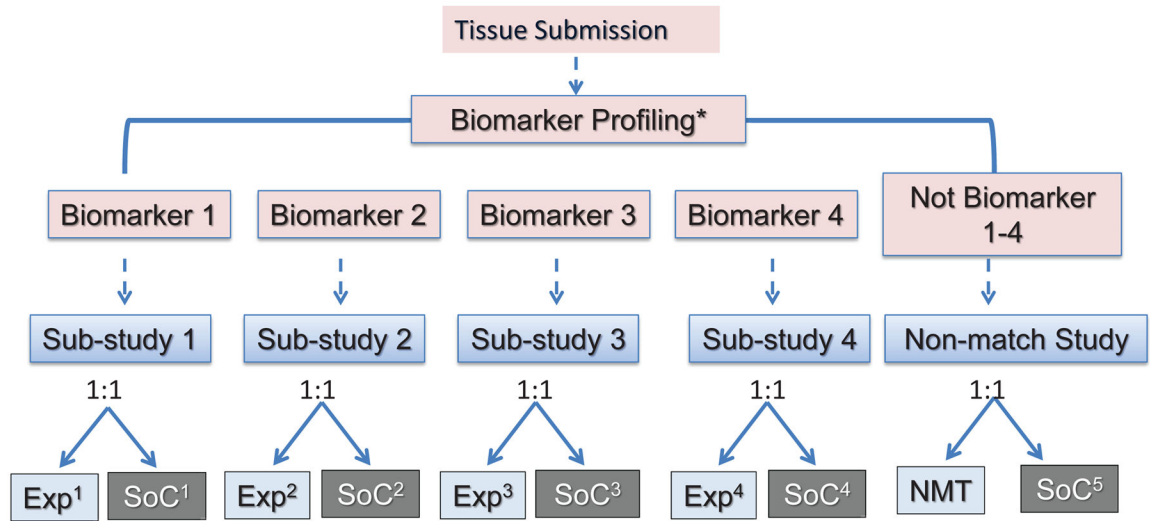 Tissue Submission
Biomarker Profiling*
Biomarker 1
Biomarker 2
Biomarker 3
Biomarker 4
Not Biomarker
1-4
Sub-study 1
Sub-study 2
Sub-study 3
Sub-study 4
Non-match Study
1:1
1:1
1:1
1:1
1:1
Exp¹
SoC¹
Exp²
SoC²
Exp³
SoC³
Exp⁴
SoC⁴
NMT
SoC⁵